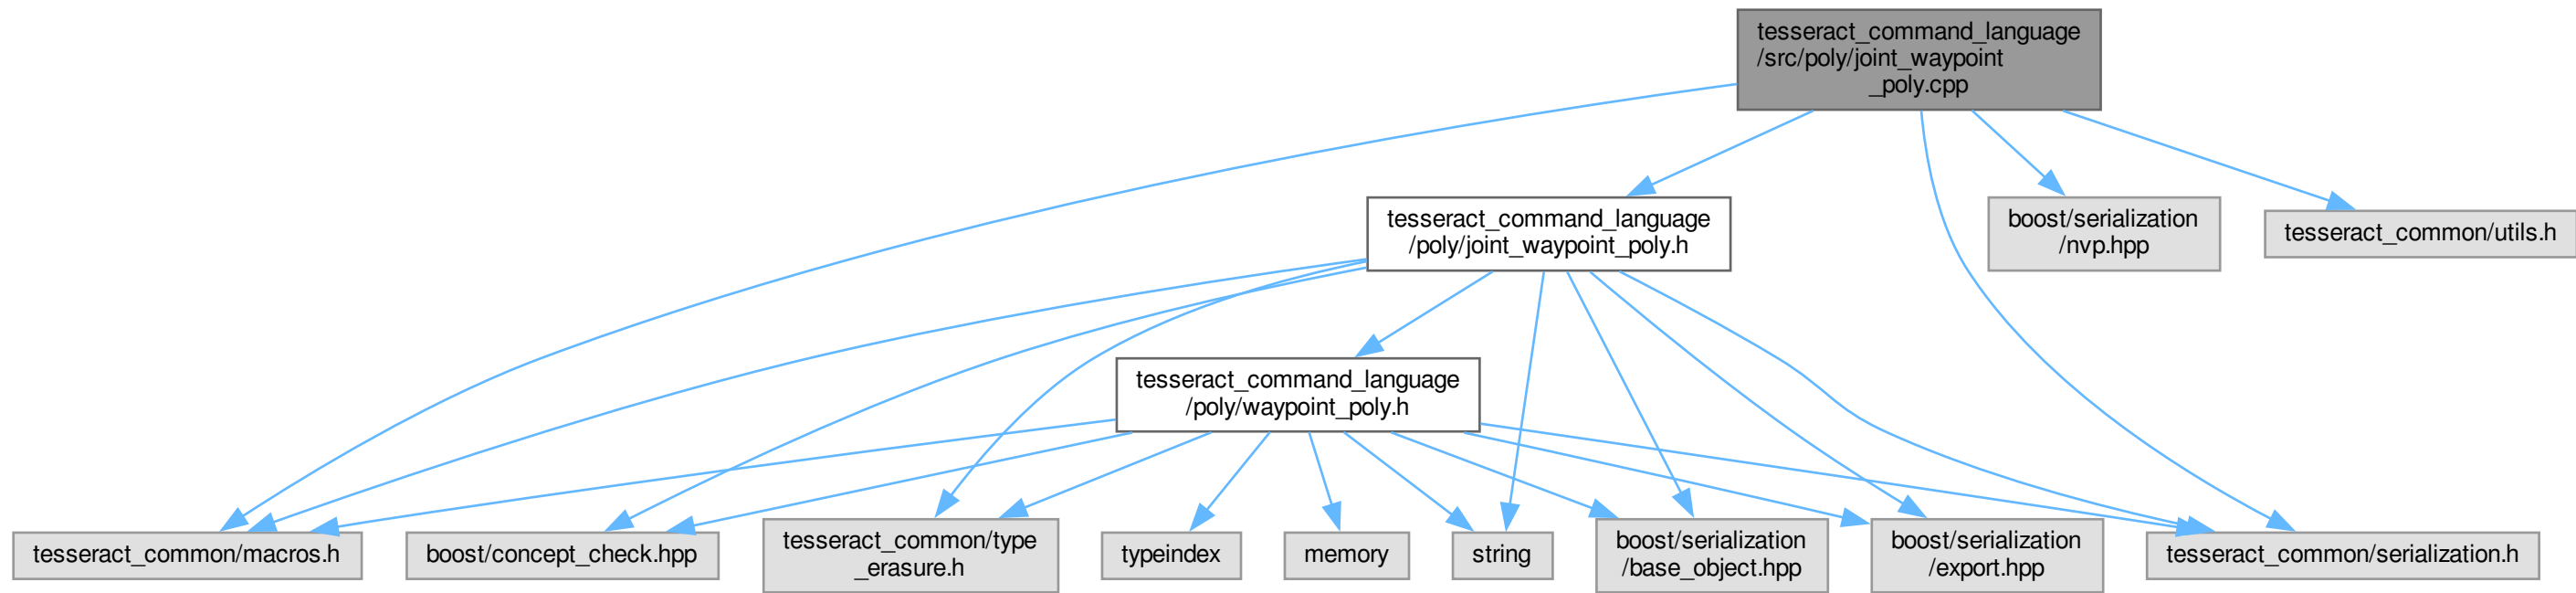 tesseract_command_language
/src/poly/joint_waypoint
_poly.cpp
tesseract_command_language
/poly/joint_waypoint_poly.h
boost/serialization
/nvp.hpp
tesseract_common/utils.h
tesseract_command_language
/poly/waypoint_poly.h
tesseract_common/macros.h
boost/concept_check.hpp
tesseract_common/type
_erasure.h
typeindex
memory
string
boost/serialization
/base_object.hpp
boost/serialization
/export.hpp
tesseract_common/serialization.h